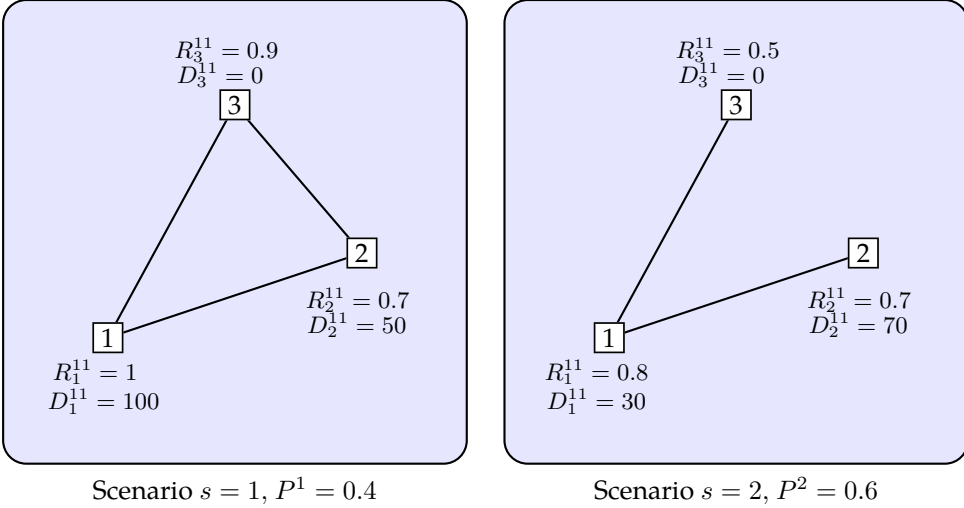 R_3^{11} = 0.9
D_3^{11} = 0
3
2
R_2^{11} = 0.7
D_2^{11} = 50
1
R_1^{11} = 1
D_1^{11} = 100
Scenario s = 1, P^1 = 0.4
R_3^{11} = 0.5
D_3^{11} = 0
3
2
R_2^{11} = 0.7
D_2^{11} = 70
1
R_1^{11} = 0.8
D_1^{11} = 30
Scenario s = 2, P^2 = 0.6